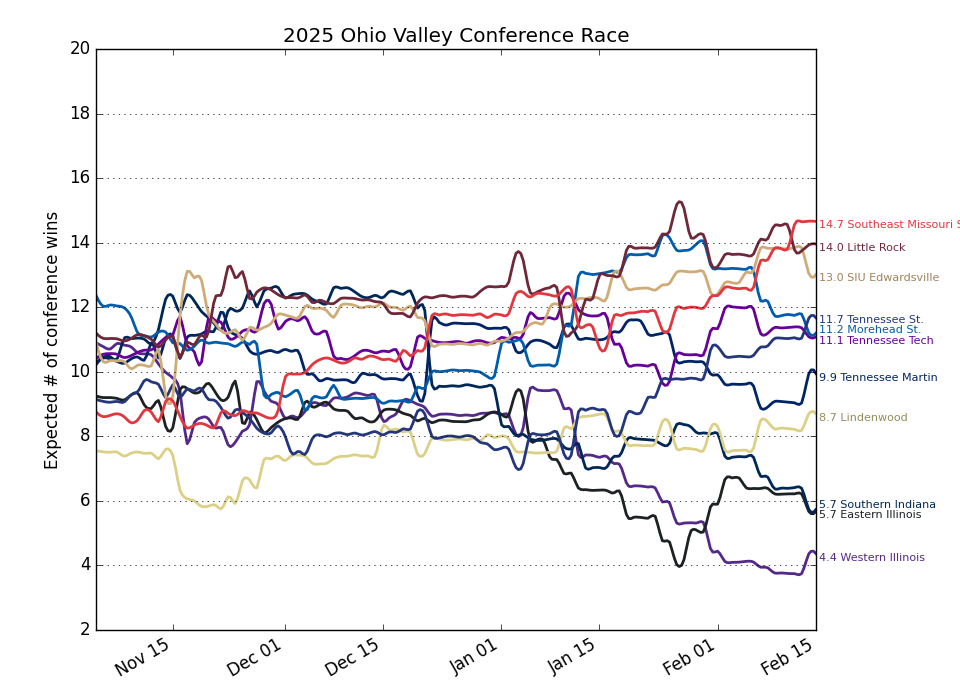 2025 Ohio Valley Conference Race
Expected # of conference wins
20
18
16
14
12
10
8
6
4
2
Nov 15
Dec 01
Dec 15
Jan 01
Jan 15
Feb 01
Feb 15
14.7 Southeast Missouri S
14.0 Little Rock
13.0 SIU Edwardsville
11.7 Tennessee St.
11.2 Morehead St.
11.1 Tennessee Tech
9.9 Tennessee Martin
8.7 Lindenwood
5.7 Southern Indiana
5.7 Eastern Illinois
4.4 Western Illinois